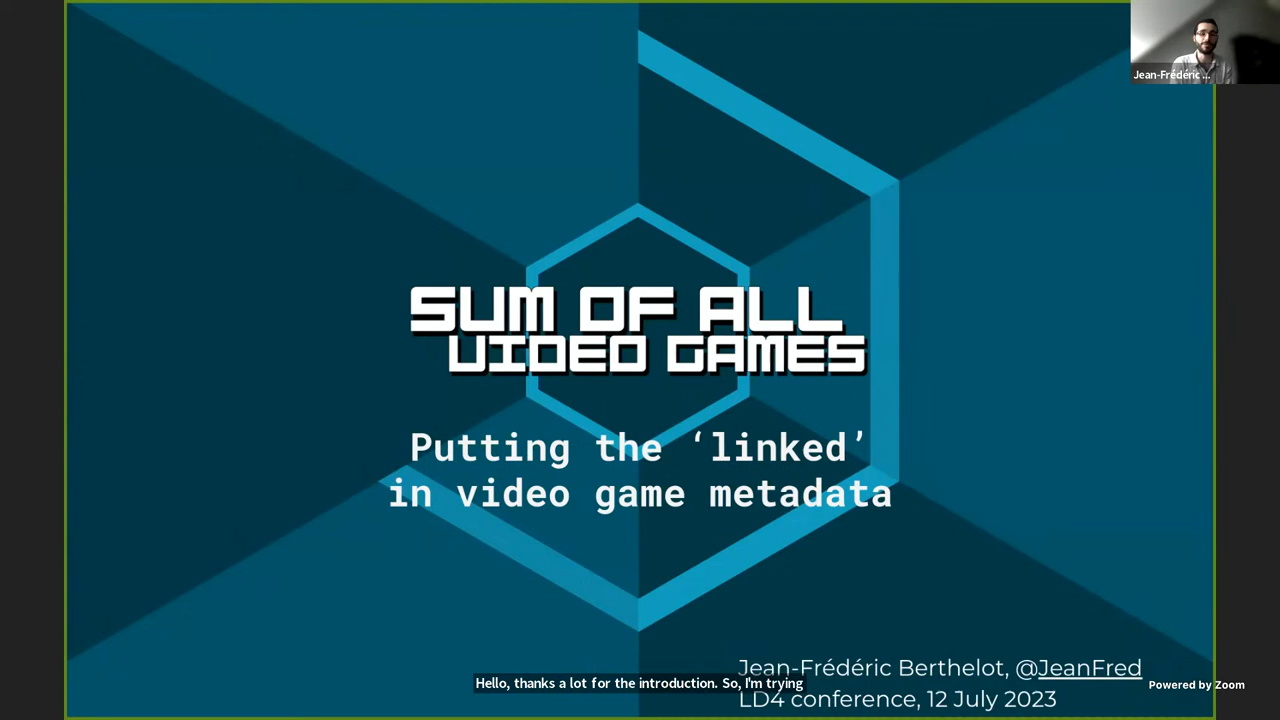 Jean-Frédéric ...
SUM OF ALL
VIDEO GAMES
Putting the ‘linked’
in video game metadata
Jean-Frédéric Berthelot, @JeanFred
LD4 conference, 12 July 2023
Hello, thanks a lot for the introduction. So, I'm trying
Powered by Zoom